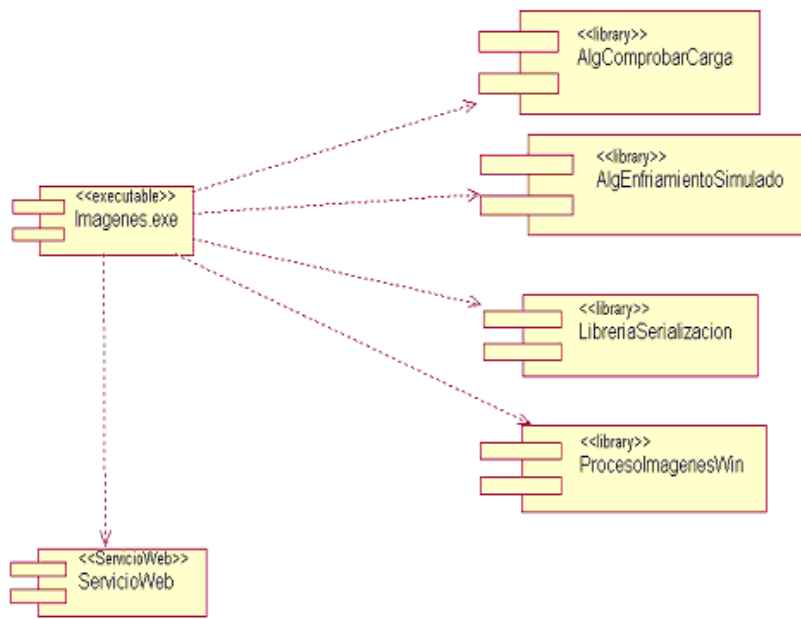 <<library>>
AlgComprobarCarga
<<library>>
AlgEnfriamientoSimulado
<<executable>>
Imagenes.exe
<<library>>
LibreriaSerializacion
<<library>>
ProcesoImagenesWin
<<ServicioWeb>>
ServicioWeb